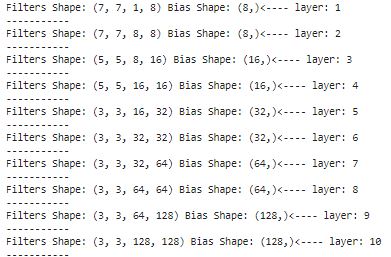 Filters Shape: (7, 7, 1, 8) Bias Shape: (8,)<---- layer: 1
-----------
Filters Shape: (7, 7, 8, 8) Bias Shape: (8,)<---- layer: 2
-----------
Filters Shape: (5, 5, 8, 16) Bias Shape: (16,)<---- layer: 3
-----------
Filters Shape: (5, 5, 16, 16) Bias Shape: (16,)<---- layer: 4
-----------
Filters Shape: (3, 3, 16, 32) Bias Shape: (32,)<---- layer: 5
-----------
Filters Shape: (3, 3, 32, 32) Bias Shape: (32,)<---- layer: 6
-----------
Filters Shape: (3, 3, 32, 64) Bias Shape: (64,)<---- layer: 7
-----------
Filters Shape: (3, 3, 64, 64) Bias Shape: (64,)<---- layer: 8
-----------
Filters Shape: (3, 3, 64, 128) Bias Shape: (128,)<---- layer: 9
-----------
Filters Shape: (3, 3, 128, 128) Bias Shape: (128,)<---- layer: 10
-----------